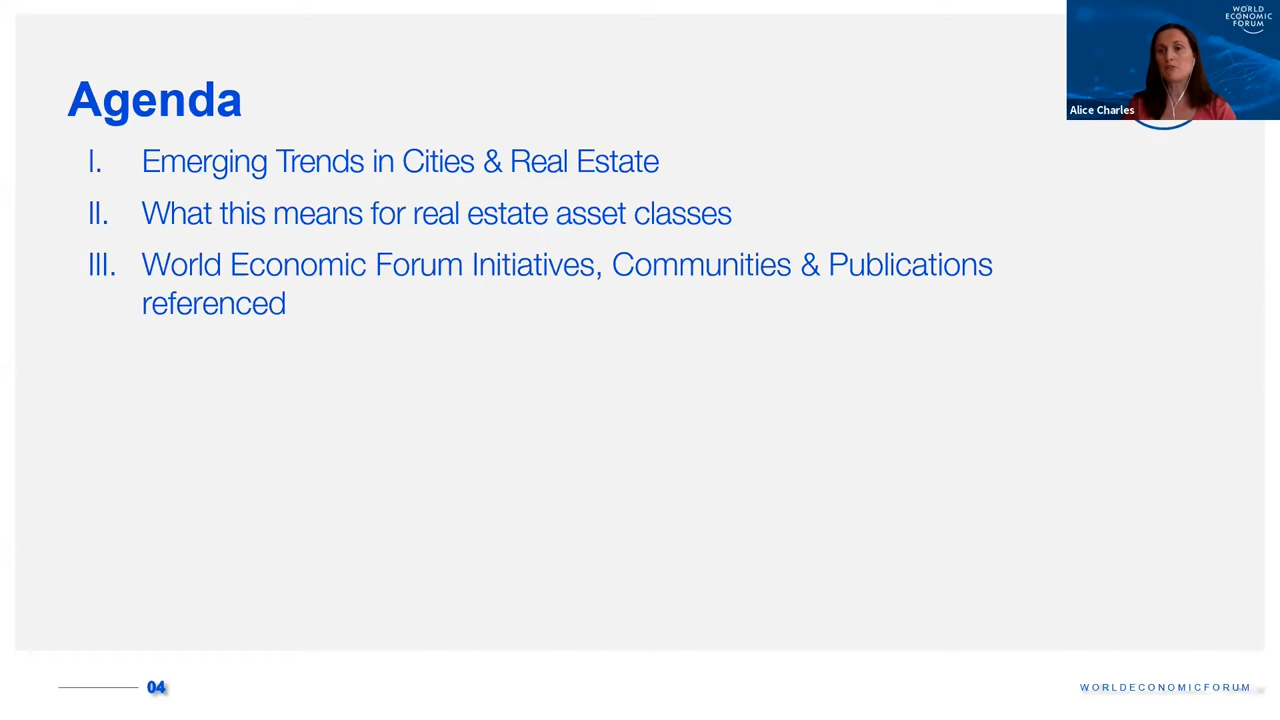 WORLD
ECONOMIC
FORUM
Alice Charles
Agenda
I. Emerging Trends in Cities & Real Estate
II. What this means for real estate asset classes
III. World Economic Forum Initiatives, Communities & Publications
referenced
04
WORLDECONOMICFORUM